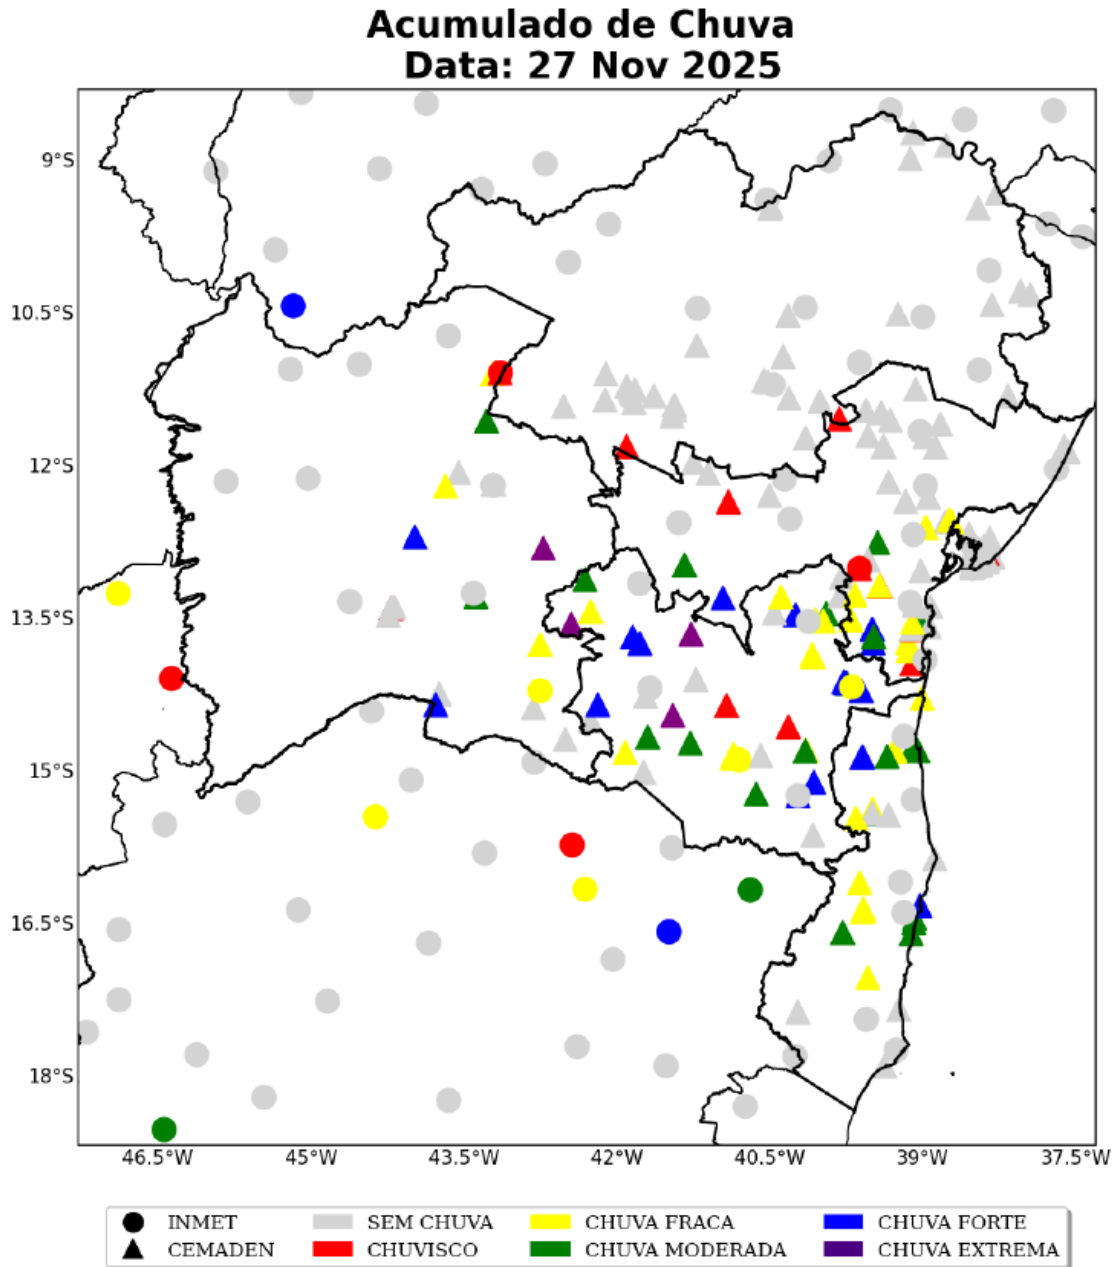 Acumulado de Chuva
Data: 27 Nov 2025
9°S
10.5°S
12°S
13.5°S
15°S
16.5°S
18°S
46.5°W 45°W 43.5°W 42°W 40.5°W 39°W 37.5°W
INMET SEM CHUVA CHUVA FRACA CHUVA FORTE
CEMADEN CHUVISCO CHUVA MODERADA CHUVA EXTREMA